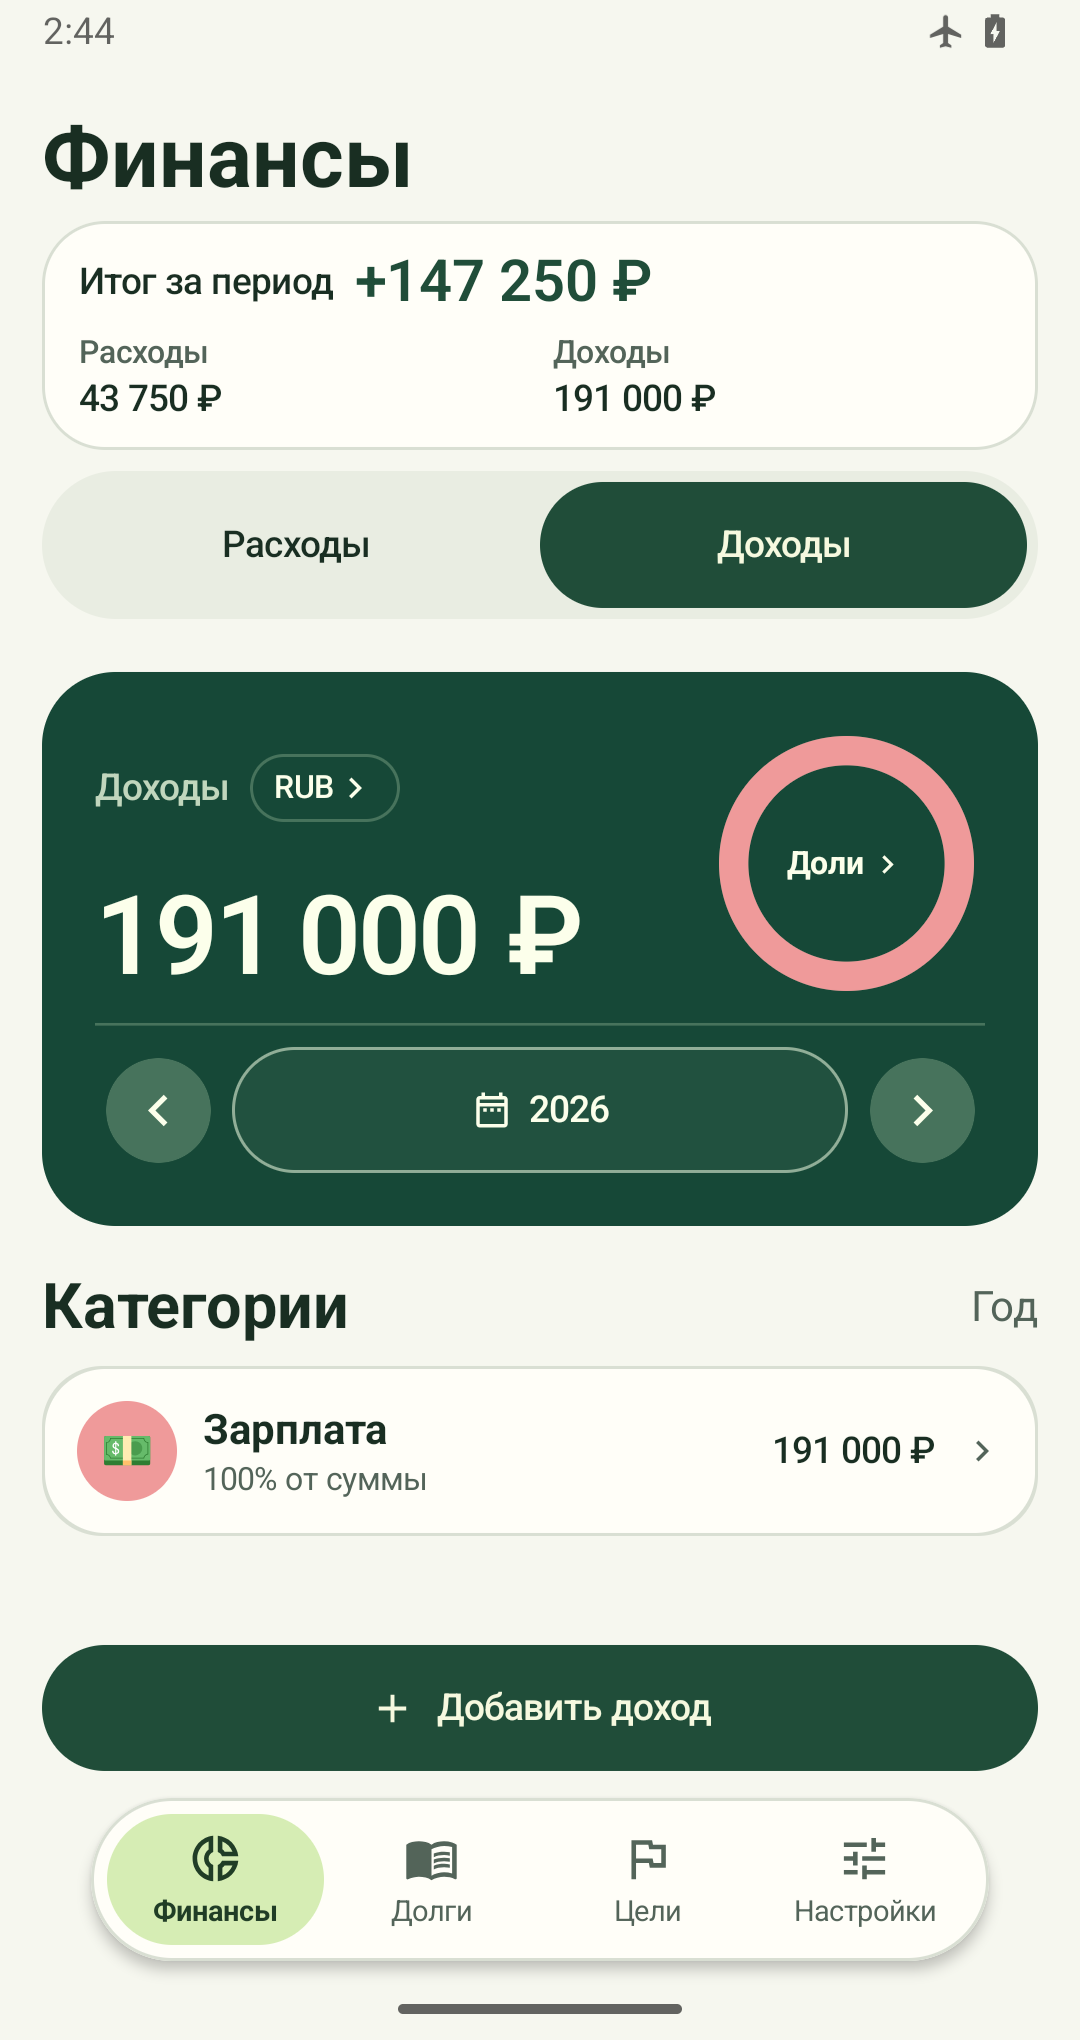 2:44
Финансы
Итог за период +147 250 ₽
Расходы Доходы
43 750 ₽ 191 000 ₽
Расходы Доходы
Доходы RUB
Доли
191 000 ₽
2026
Категории Год
Зарплата
191 000 ₽
100% от суммы
+ Добавить доход
Финансы Долги Цели Настройки